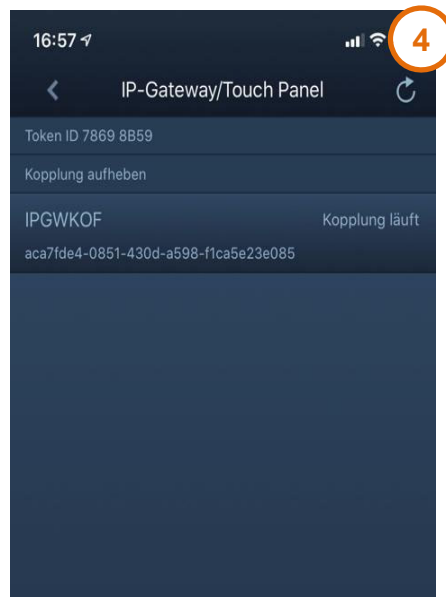 16:57
4
IP-Gateway/Touch Panel
Token ID 7869 8B59
Kopplung aufheben
IPGWKOF Kopplung läuft
aca7fde4-0851-430d-a598-f1ca5e23e085